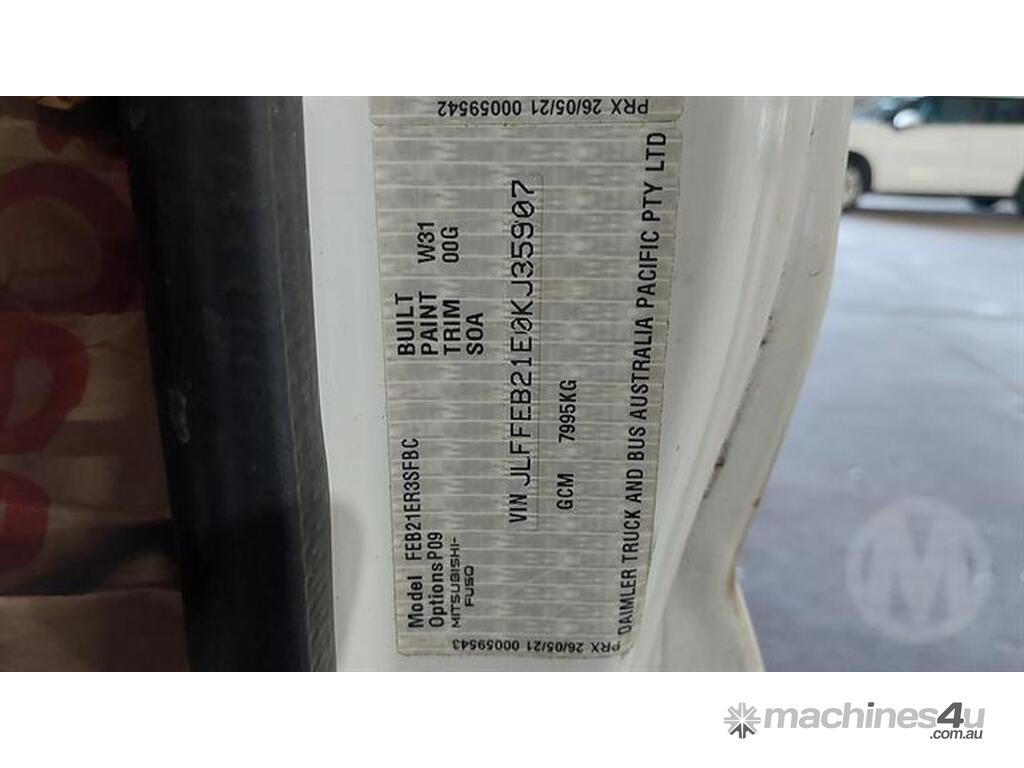 PRX 26/05/21 00059542
Model FEB21ER3SFBC
Options P09
MITSUBISHI-
FUSO
BUILT
PAINT W31
TRIM 00G
SOA
VIN JLFFEB21E0KJ35907
GCM 7995KG
DAIMLER TRUCK AND BUS AUSTRALIA PACIFIC PTY LTD
PRX 26/05/21 00059543
M
machines4u
.com.au